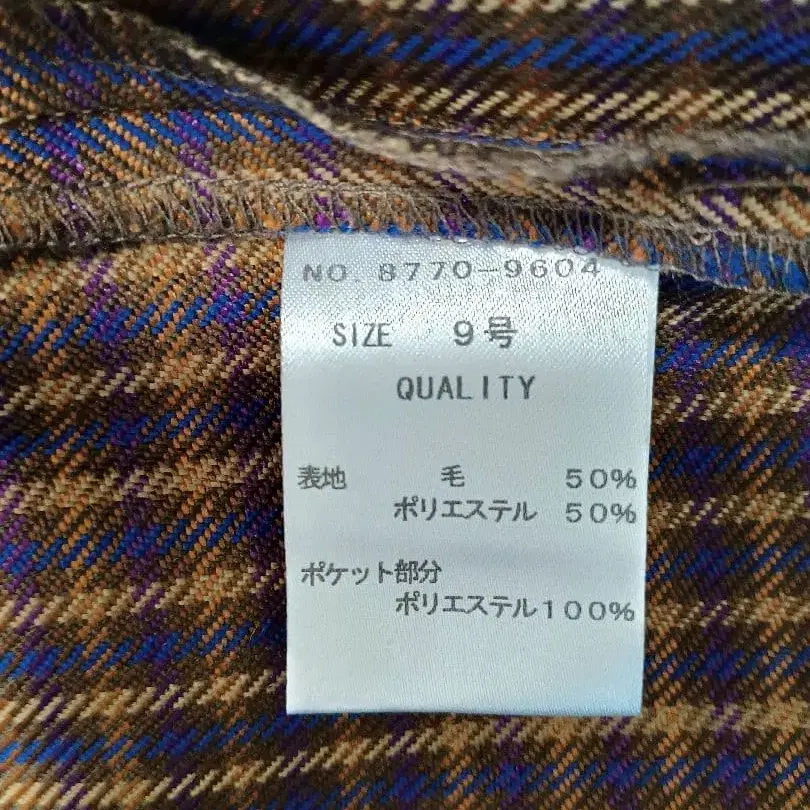 NO. 8770-9604
SIZE 9号
QUALITY
表地 毛 50%
ポリエステル 50%
ポケット部分
ポリエステル100%